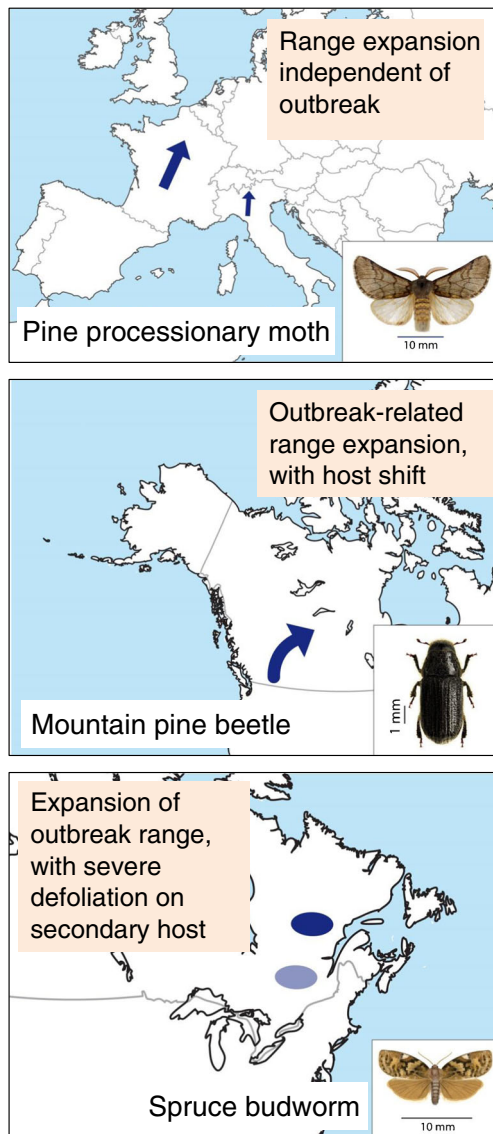 Range expansion
independent of
outbreak
Pine processionary moth
10 mm
Outbreak-related
range expansion,
with host shift
Mountain pine beetle
1 mm
Expansion of
outbreak range,
with severe
defoliation on
secondary host
Spruce budworm
10 mm